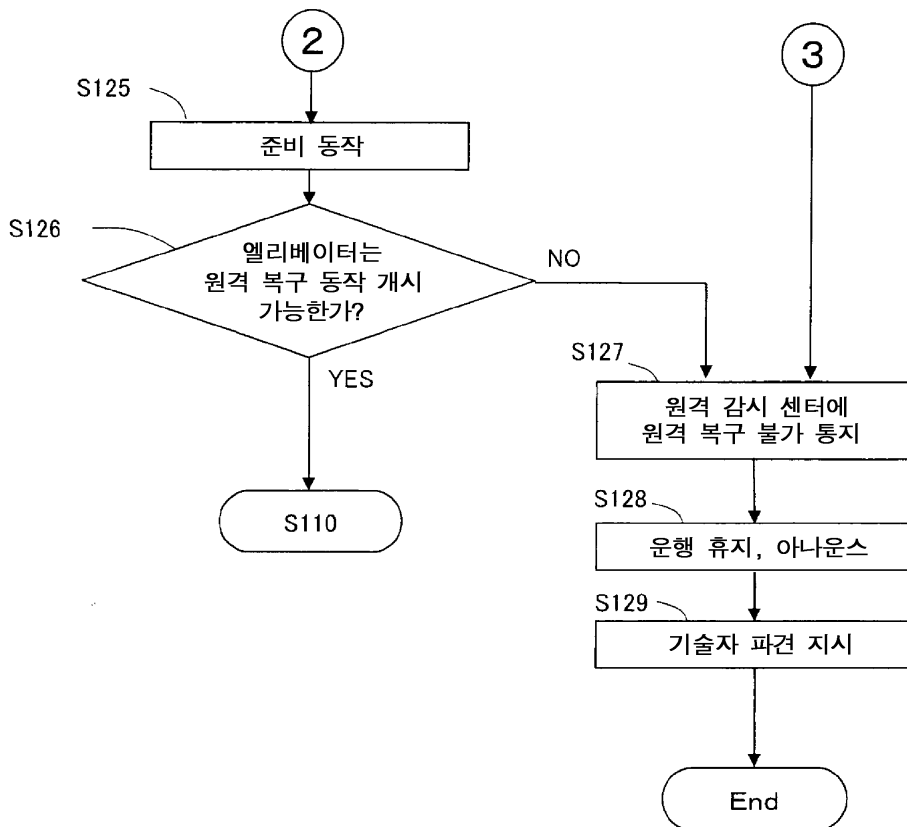 2
3
S125
준비 동작
S126
엘리베이터는
원격 복구 동작 개시
가능한가?
NO
YES
S127
원격 감시 센터에
원격 복구 불가 통지
S110
S128
운행 휴지, 아나운스
S129
기술자 파견 지시
End